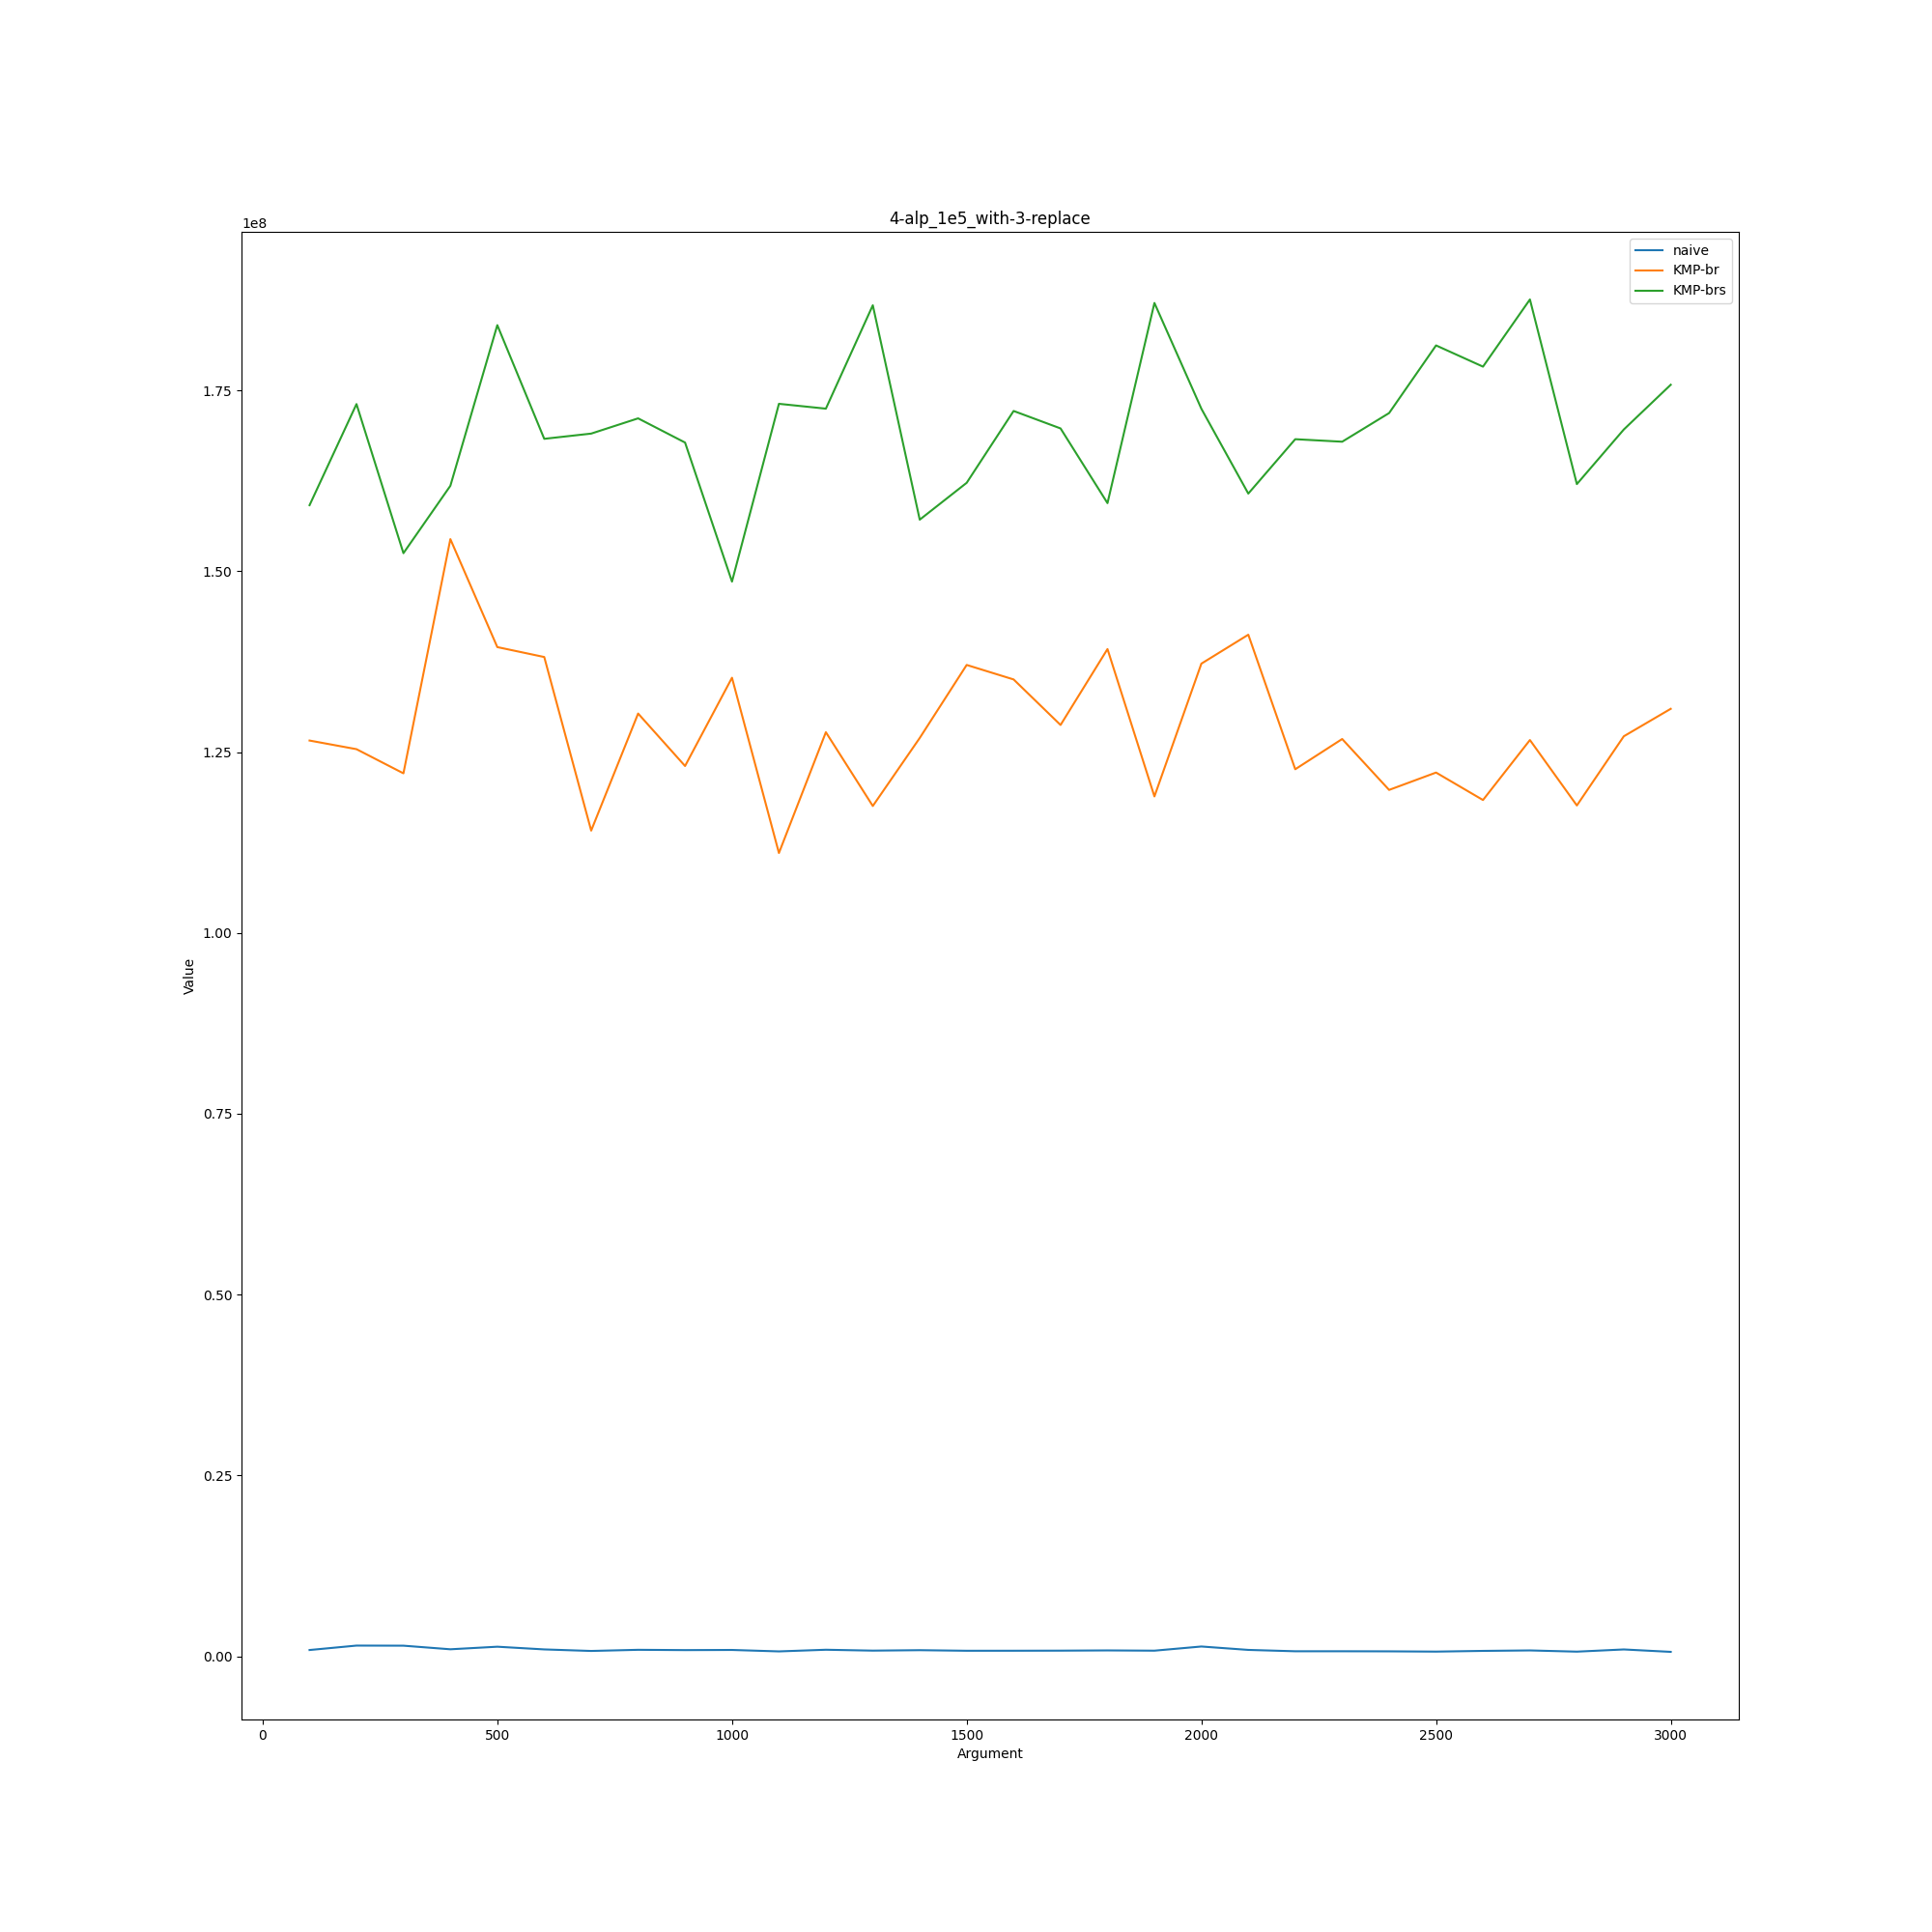 4-alp_1e5_with-3-replace
1e8
naive
KMP-br
KMP-brs
1.75
1.50
1.25
1.00
0.75
0.50
0.25
0.00
Value
0 500 1000 1500 2000 2500 3000
Argument